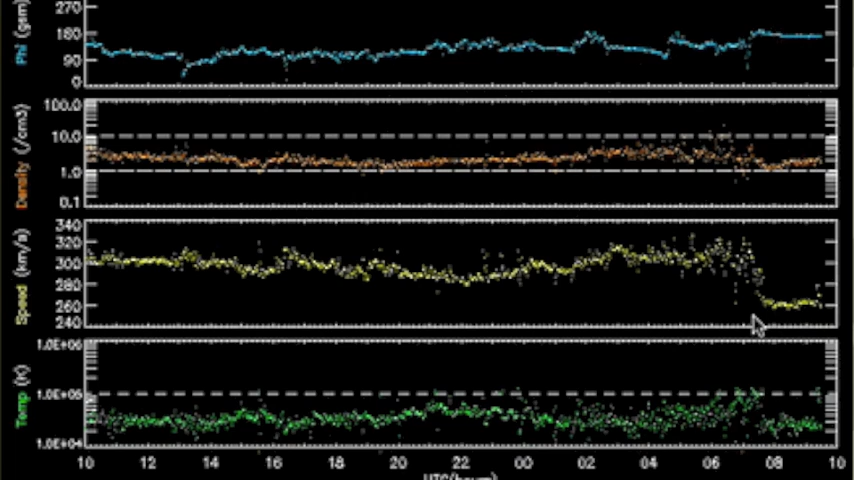 270
180
90
0
Phi (gsm)
100.0
10.0
1.0
0.1
Density (/cm3)
340
320
300
280
260
240
Speed (km/s)
1.0E+06
1.0E+05
1.0E+04
Temp (K)
10 12 14 16 18 20 22 00 02 04 06 08 10
UTC(hours)